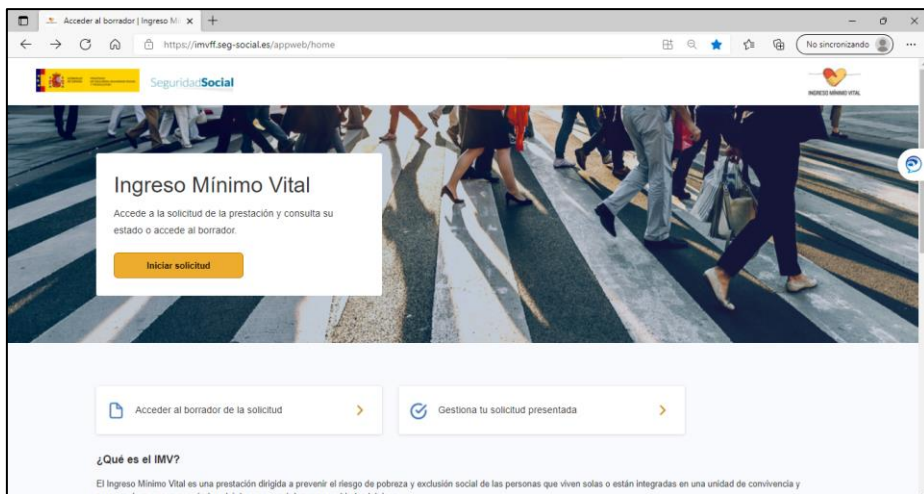 Acceder al borrador | Ingreso Mí
https://imvff.seg-social.es/appweb/home
No sincronizando
SeguridadSocial
INGRESO MÍNIMO VITAL
Ingreso Mínimo Vital
Accede a la solicitud de la prestación y consulta su
estado o accede al borrador.
Iniciar solicitud
Acceder al borrador de la solicitud
Gestiona tu solicitud presentada
¿Qué es el IMV?
El Ingreso Mínimo Vital es una prestación dirigida a prevenir el riesgo de pobreza y exclusión social de las personas que viven solas o están integradas en una unidad de convivencia y